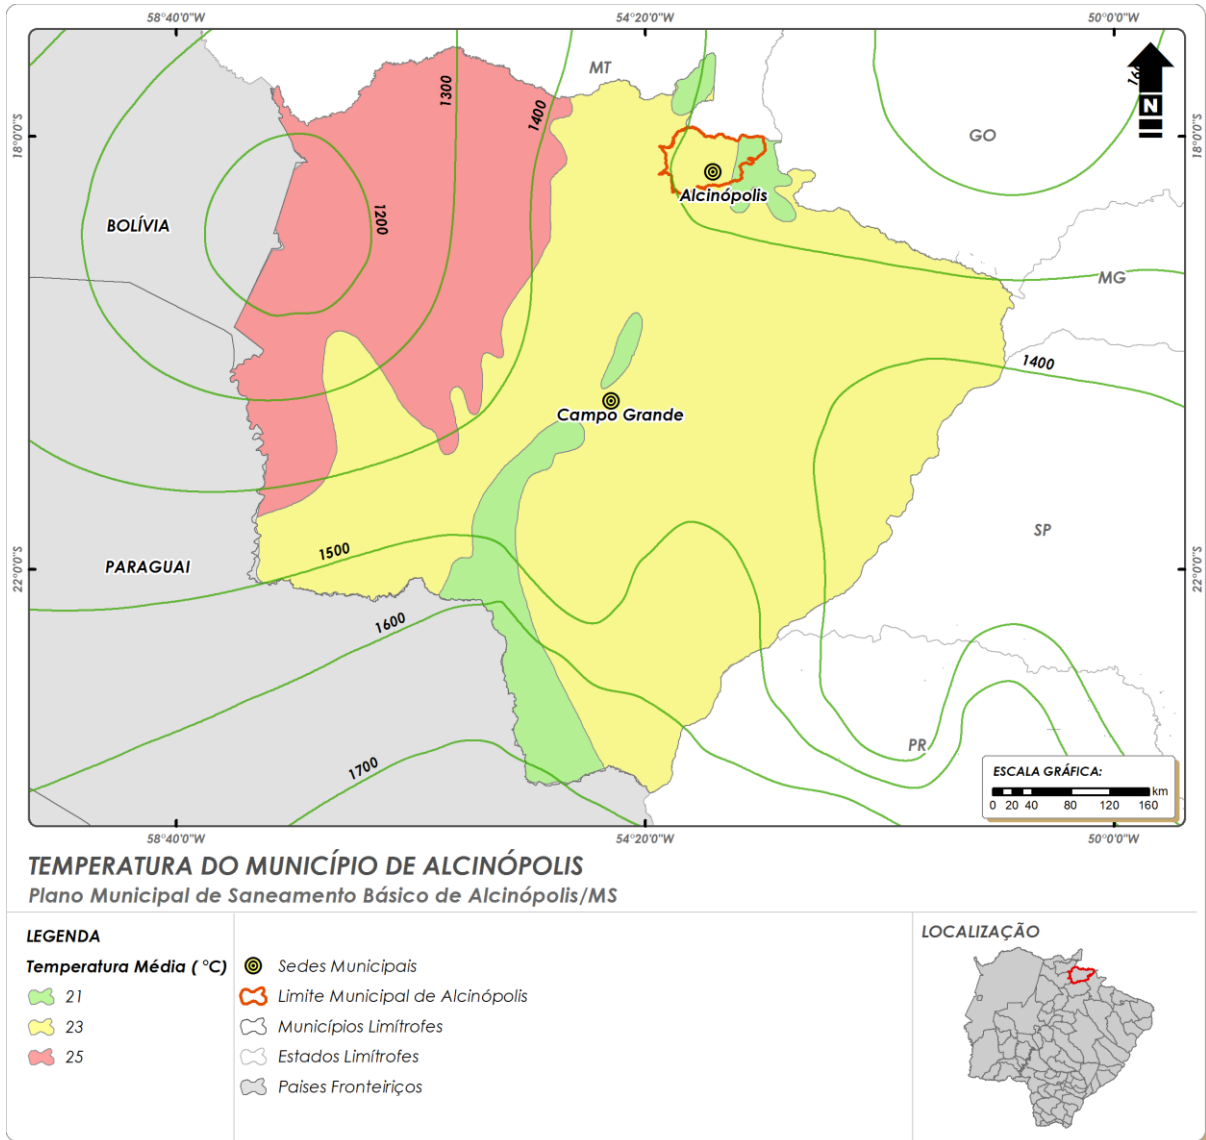 58°40'0"W 54°20'0"W 50°0'0"W
MT
1300
1400
GO
N
18°0'0"S
18°0'0"S
Alcinópolis
BOLÍVIA
1200
MG
1400
Campo Grande
SP
1500
PARAGUAI
22°0'0"S
22°0'0"S
1600
PR
1700
ESCALA GRÁFICA:
km
0 20 40 80 120 160
58°40'0"W 54°20'0"W 50°0'0"W
TEMPERATURA DO MUNICÍPIO DE ALCINÓPOLIS
Plano Municipal de Saneamento Básico de Alcinópolis/MS
LEGENDA
Temperatura Média ( °C)
21
23
25
Sedes Municipais
Limite Municipal de Alcinópolis
Municípios Limítrofes
Estados Limítrofes
Paises Fronteiriços
LOCALIZAÇÃO